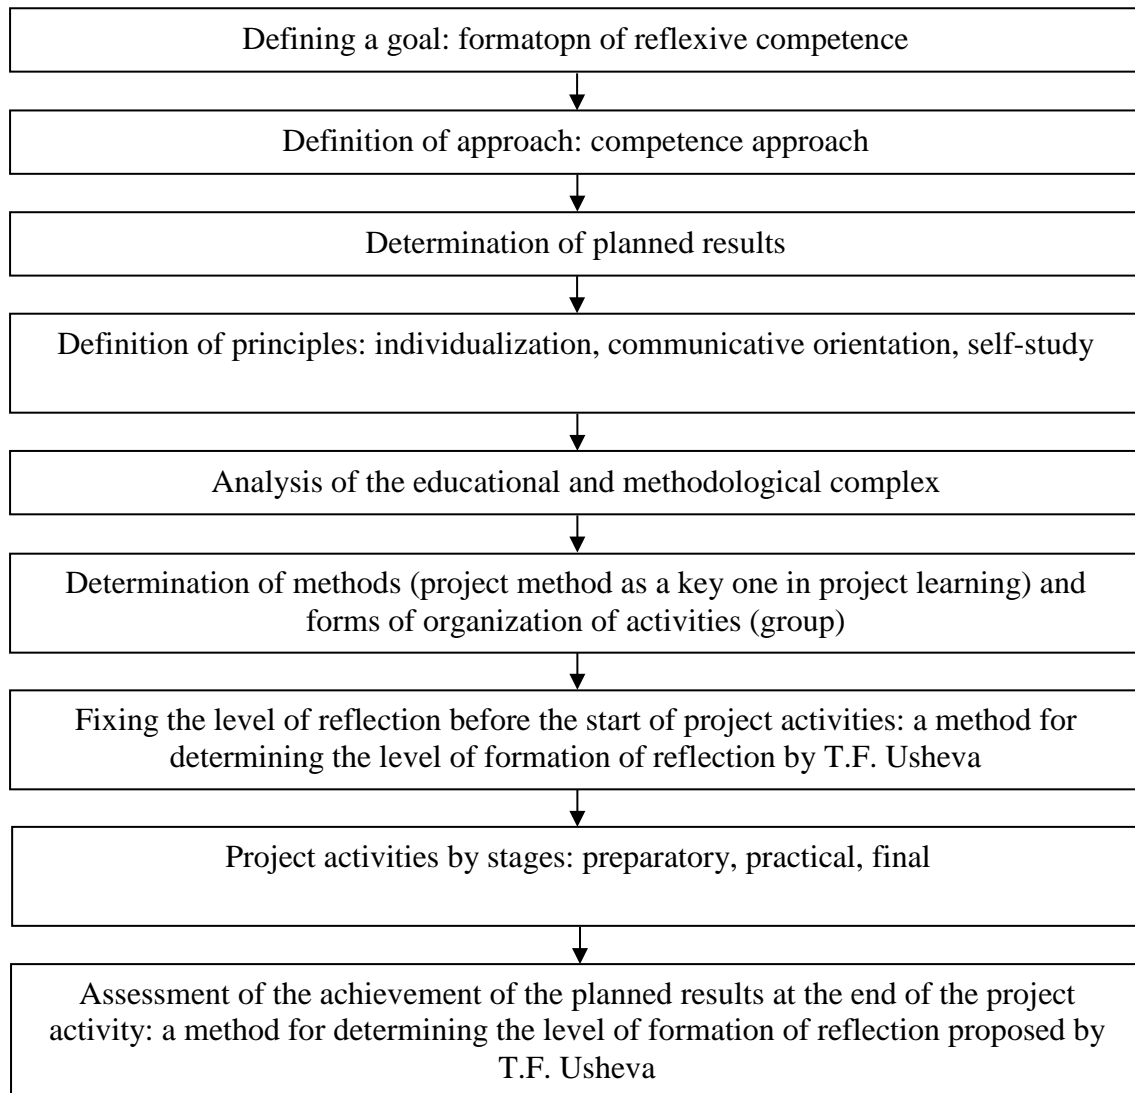 Defining a goal: formatopn of reflexive competence
Definition of approach: competence approach
Determination of planned results
Definition of principles: individualization, communicative orientation, self-study
Analysis of the educational and methodological complex
Determination of methods (project method as a key one in project learning) and
forms of organization of activities (group)
Fixing the level of reflection before the start of project activities: a method for
determining the level of formation of reflection by T.F. Usheva
Project activities by stages: preparatory, practical, final
Assessment of the achievement of the planned results at the end of the project
activity: a method for determining the level of formation of reflection proposed by
T.F. Usheva